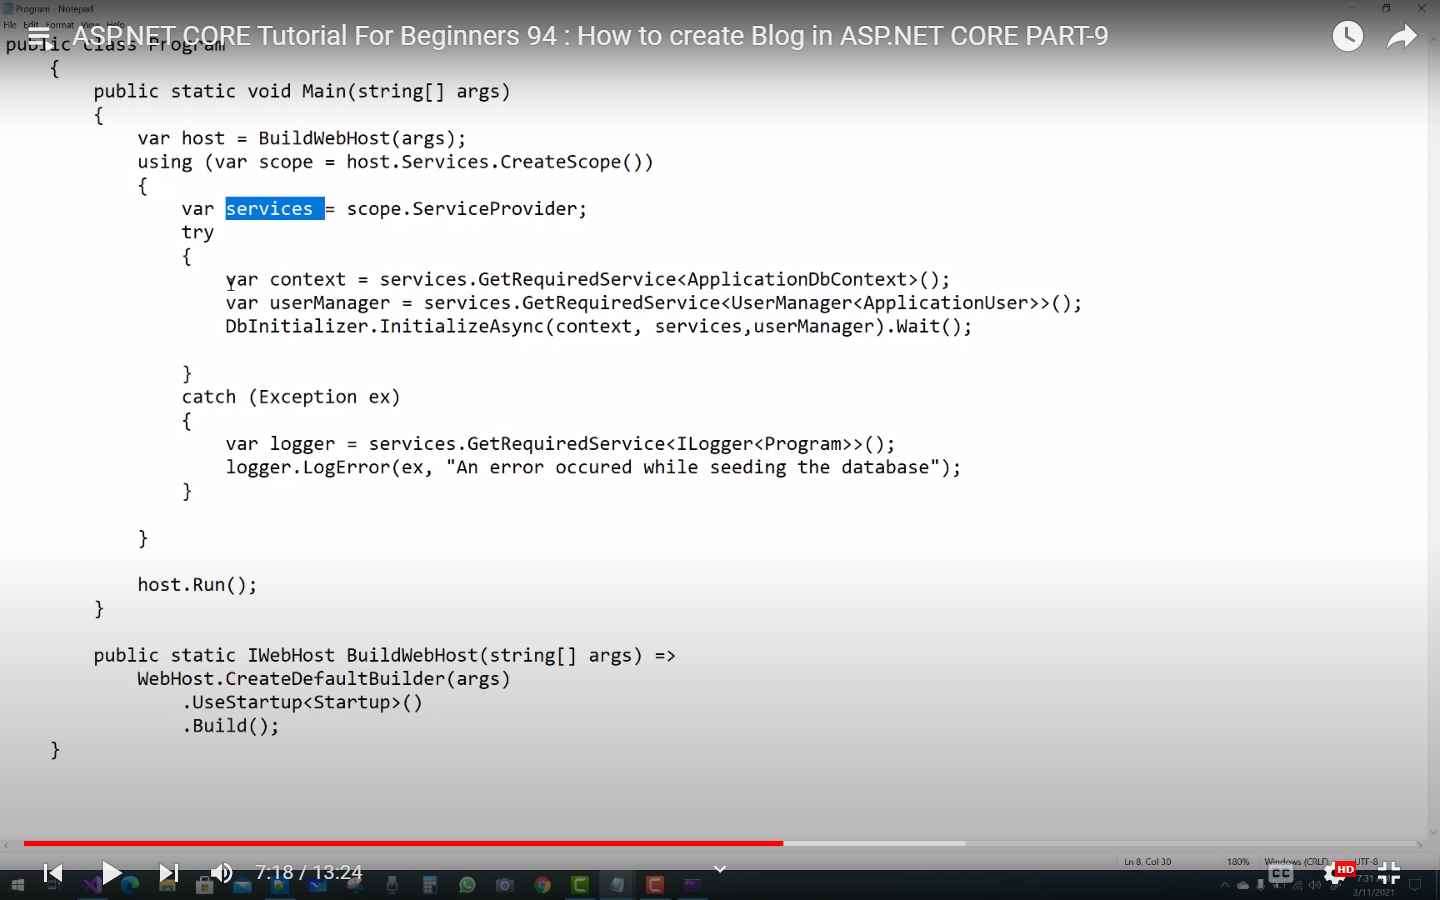 Program - Notepad
File Edit Format View Help
ASP.NET CORE Tutorial For Beginners 94 : How to create Blog in ASP.NET CORE PART-9
public class Program
{
public static void Main(string[] args)
{
var host = BuildWebHost(args);
using (var scope = host.Services.CreateScope())
{
var services = scope.ServiceProvider;
try
{
var context = services.GetRequiredService<ApplicationDbContext>();
var userManager = services.GetRequiredService<UserManager<ApplicationUser>>();
DbInitializer.InitializeAsync(context, services,userManager).Wait();
}
catch (Exception ex)
{
var logger = services.GetRequiredService<ILogger<Program>>();
logger.LogError(ex, "An error occured while seeding the database");
}
}
host.Run();
}
public static IWebHost BuildWebHost(string[] args) =>
WebHost.CreateDefaultBuilder(args)
.UseStartup<Startup>()
.Build();
}
Ln 8, Col 30 180% Windows (CRLF) UTF-8
7:18 / 13:24
CC HD
3/11/2021